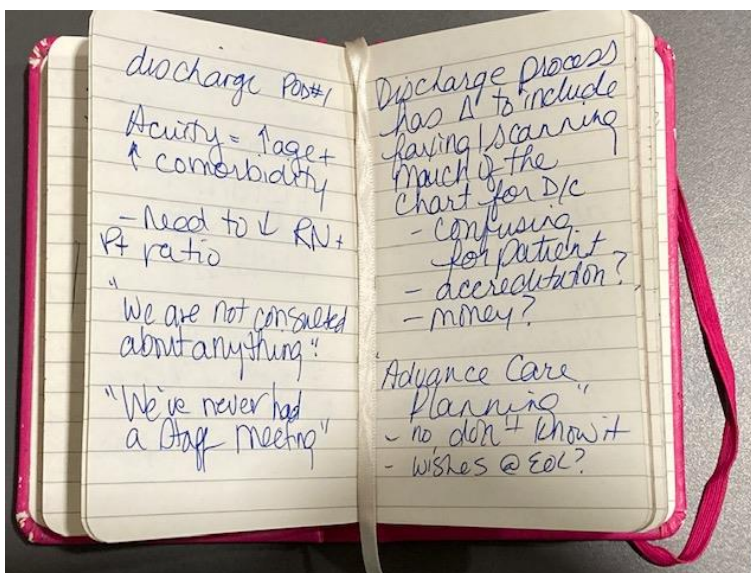 discharge POD#1
Acuity = ↑age +
↑ comorbidity
- Need to ↓ RN +
Pt ratio
"We are not consulted
about anything"
"We've never had
a Staff meeting"
Discharge Process
has Δ to include
faxing/scanning
much of the
chart for D/C
- confusing
for patient
- accreditation?
- money?
"Advance Care
Planning"
- no, don't know it
- wishes @ EOL?